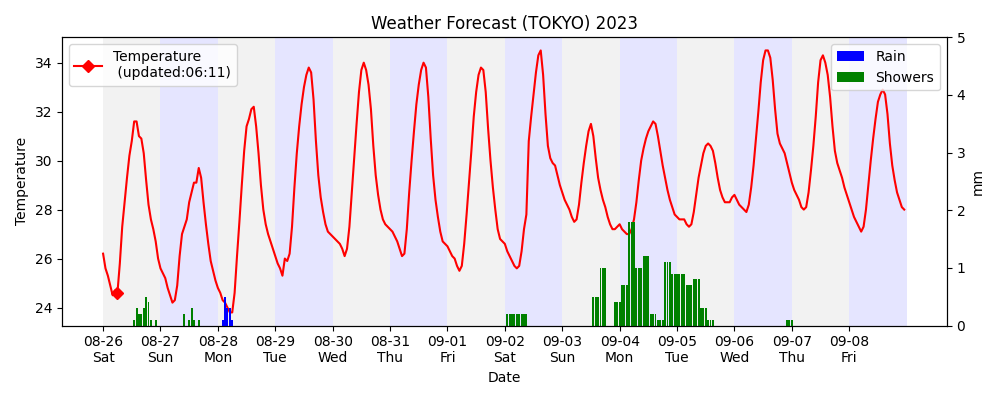 Weather Forecast (TOKYO) 2023
Temperature
(updated:06:11)
Rain
Showers
Temperature
34
32
30
28
26
24
5
4
3
2
1
0
mm
08-26 08-27 08-28 08-29 08-30 08-31 09-01 09-02 09-03 09-04 09-05 09-06 09-07 09-08
Sat Sun Mon Tue Wed Thu Fri Sat Sun Mon Tue Wed Thu Fri
Date